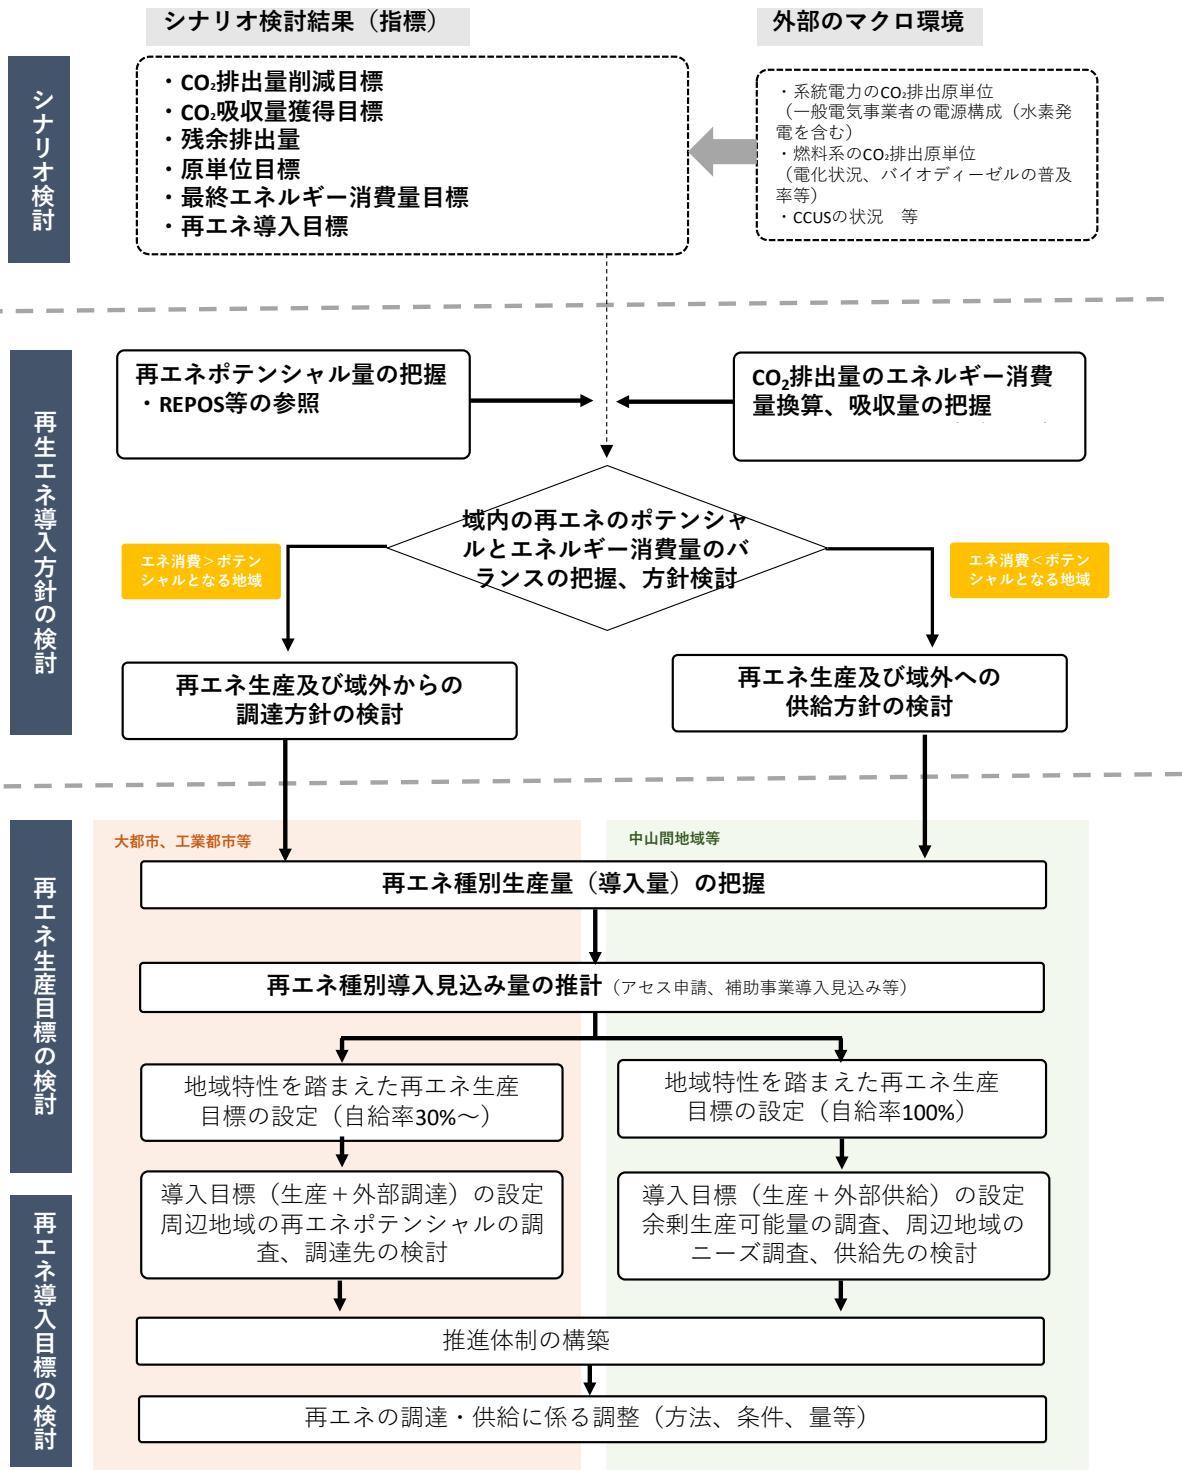 シナリオ検討結果（指標）
外部のマクロ環境
シナリオ検討
・CO₂排出量削減目標
・CO₂吸収量獲得目標
・残余排出量
・原単位目標
・最終エネルギー消費量目標
・再エネ導入目標
・系統電力のCO₂排出原単位
（一般電気事業者の電源構成（水素発
電を含む）
・燃料系のCO₂排出原単位
（電化状況、バイオディーゼルの普及
率等）
・CCUSの状況　等
再生エネ導入方針の検討
再エネポテンシャル量の把握
・REPOS等の参照
CO₂排出量のエネルギー消費
量換算、吸収量の把握
域内の再エネのポテンシャ
ルとエネルギー消費量のバ
ランスの把握、方針検討
エネ消費＞ポテン
シャルとなる地域
エネ消費＜ポテン
シャルとなる地域
再エネ生産及び域外からの
調達方針の検討
再エネ生産及び域外への
供給方針の検討
再エネ生産目標の検討
大都市、工業都市等
中山間地域等
再エネ種別生産量（導入量）の把握
再エネ種別導入見込み量の推計（アセス申請、補助事業導入見込み等）
地域特性を踏まえた再エネ生産
目標の設定（自給率30%～）
地域特性を踏まえた再エネ生産
目標の設定（自給率100%）
再エネ導入目標の検討
導入目標（生産＋外部調達）の設定
周辺地域の再エネポテンシャルの調
査、調達先の検討
導入目標（生産＋外部供給）の設定
余剰生産可能量の調査、周辺地域の
ニーズ調査、供給先の検討
推進体制の構築
再エネの調達・供給に係る調整（方法、条件、量等）